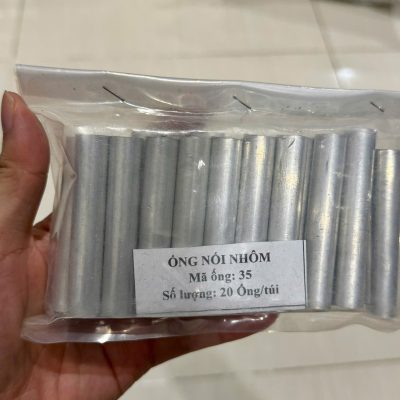 ỐNG NỐI NHÔM
Mã ống: 35
Số lượng: 20 Ống/túi